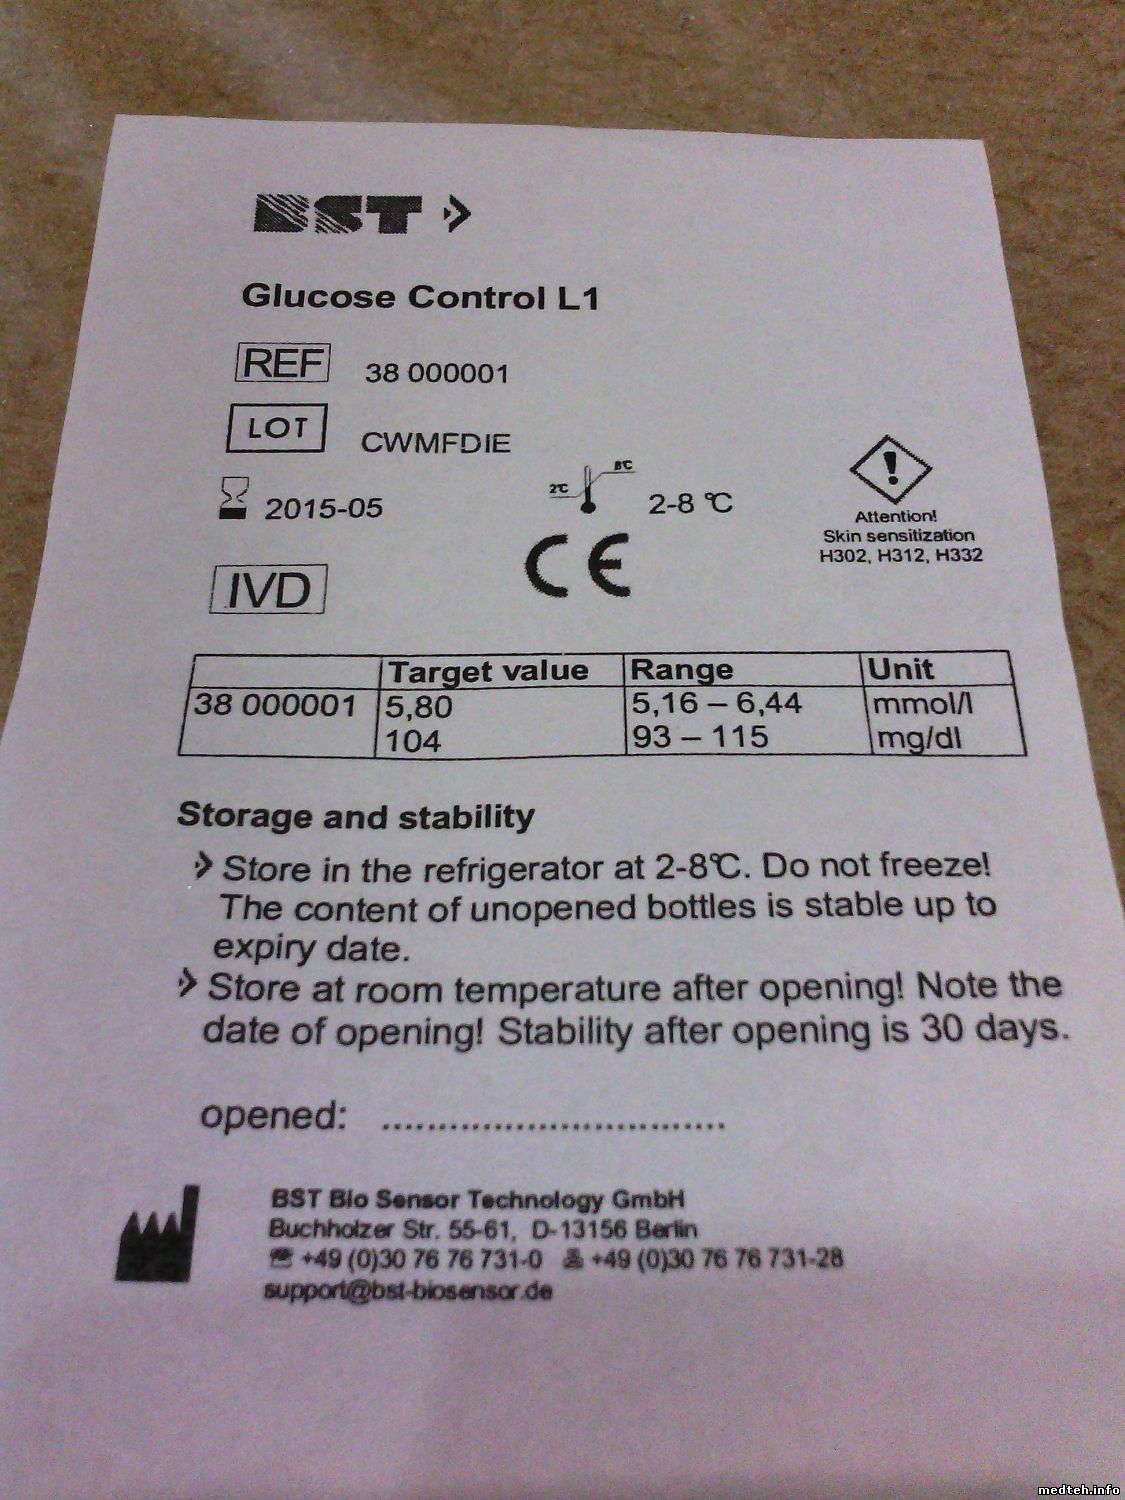 BST
Glucose Control L1
REF 38 000001
LOT CWMFDIE
2015-05
2°C 8°C 2-8 °C
Attention!
Skin sensitization
H302, H312, H332
IVD
CE
Target value Range Unit
38 000001 5,80 5,16 – 6,44 mmol/l
104 93 – 115 mg/dl
Storage and stability
Store in the refrigerator at 2-8°C. Do not freeze!
The content of unopened bottles is stable up to
expiry date.
Store at room temperature after opening! Note the
date of opening! Stability after opening is 30 days.
opened: ...............................
BST Bio Sensor Technology GmbH
Buchholzer Str. 55-61, D-13156 Berlin
+49 (0)30 76 76 731-0 +49 (0)30 76 76 731-28
support@bst-biosensor.de
medteh.info